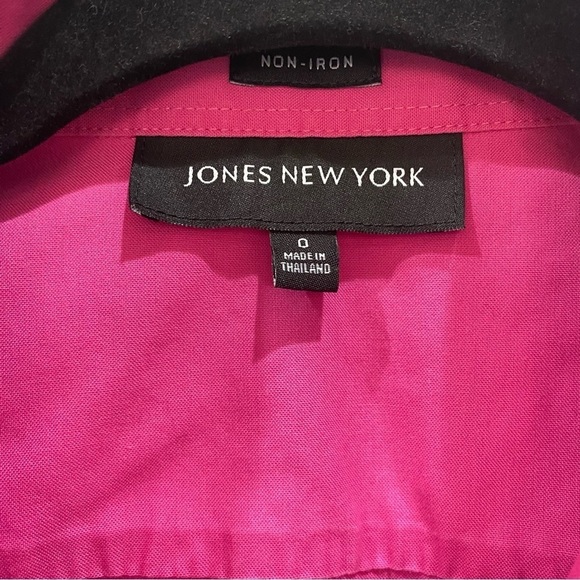 NON-IRON
JONES NEW YORK
0
MADE IN
THAILAND